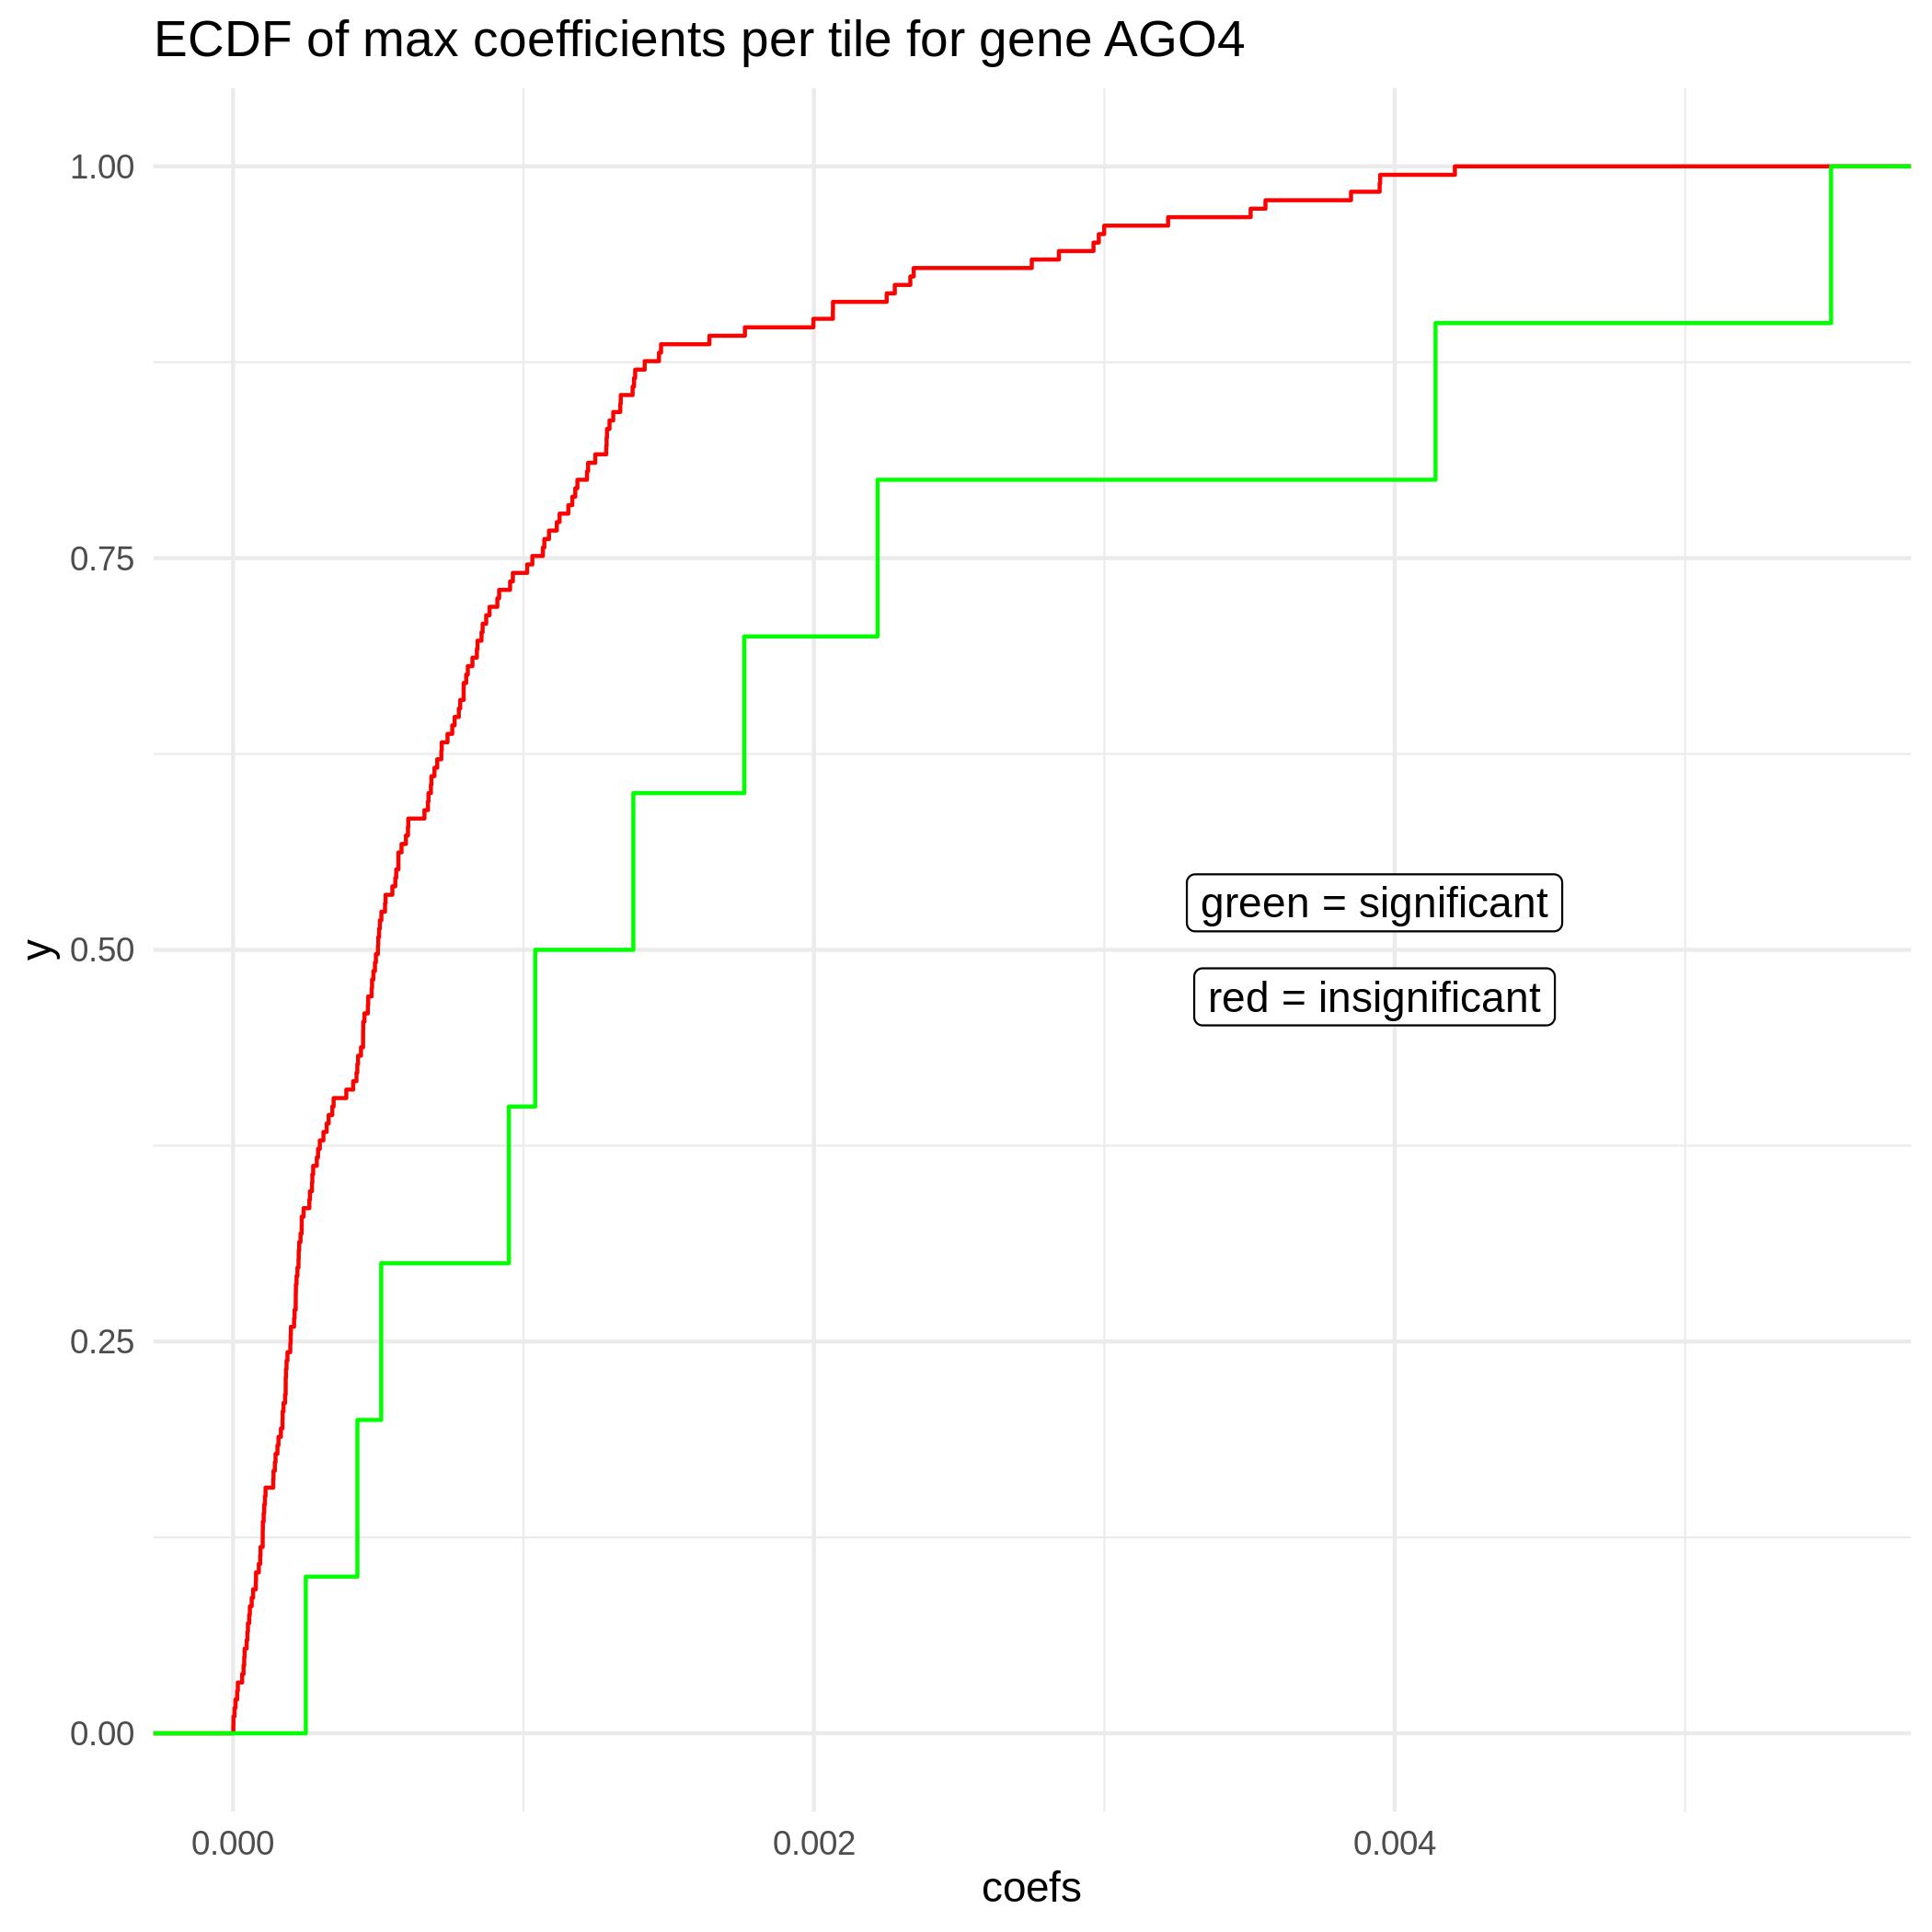 ECDF of max coefficients per tile for gene AGO4
1.00
0.75
0.50
0.25
0.00
y
green = significant
red = insignificant
0.000
0.002
0.004
coefs